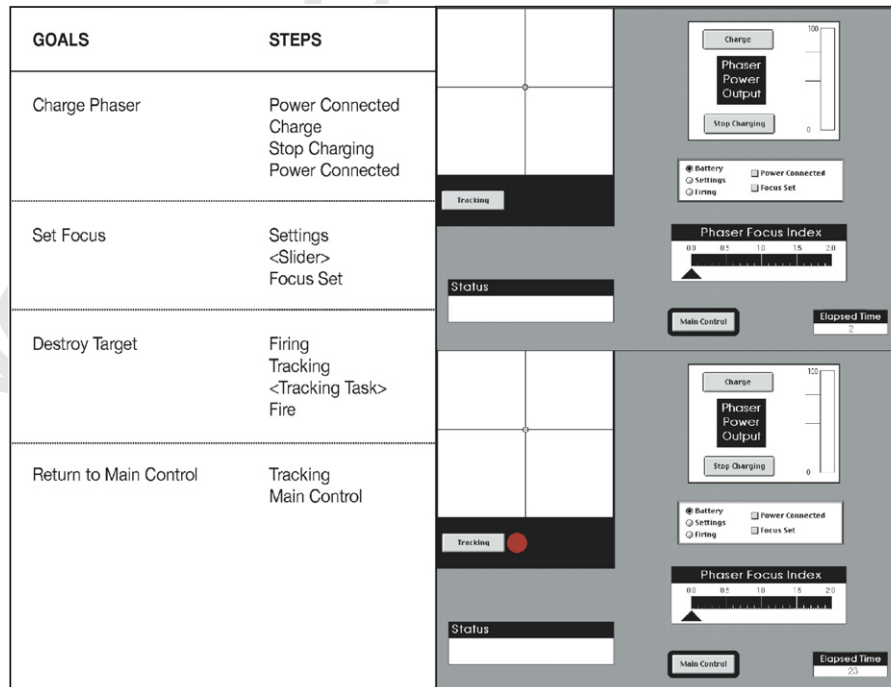 GOALS STEPS
Charge Phaser Power Connected
Charge
Stop Charging
Power Connected
Set Focus Settings
<Slider>
Focus Set
Destroy Target Firing
Tracking
<Tracking Task>
Fire
Return to Main Control Tracking
Main Control
Tracking
Status
Charge
100
Phaser
Power
Output
Stop Charging
0
Battery
Settings
Firing
Power Connected
Focus Set
Phaser Focus Index
0.0 0.5 1.0 1.5 2.0
Main Control
Elapsed Time
2
Tracking
Status
Charge
100
Phaser
Power
Output
Stop Charging
0
Battery
Settings
Firing
Power Connected
Focus Set
Phaser Focus Index
0.0 0.5 1.0 1.5 2.0
Main Control
Elapsed Time
23